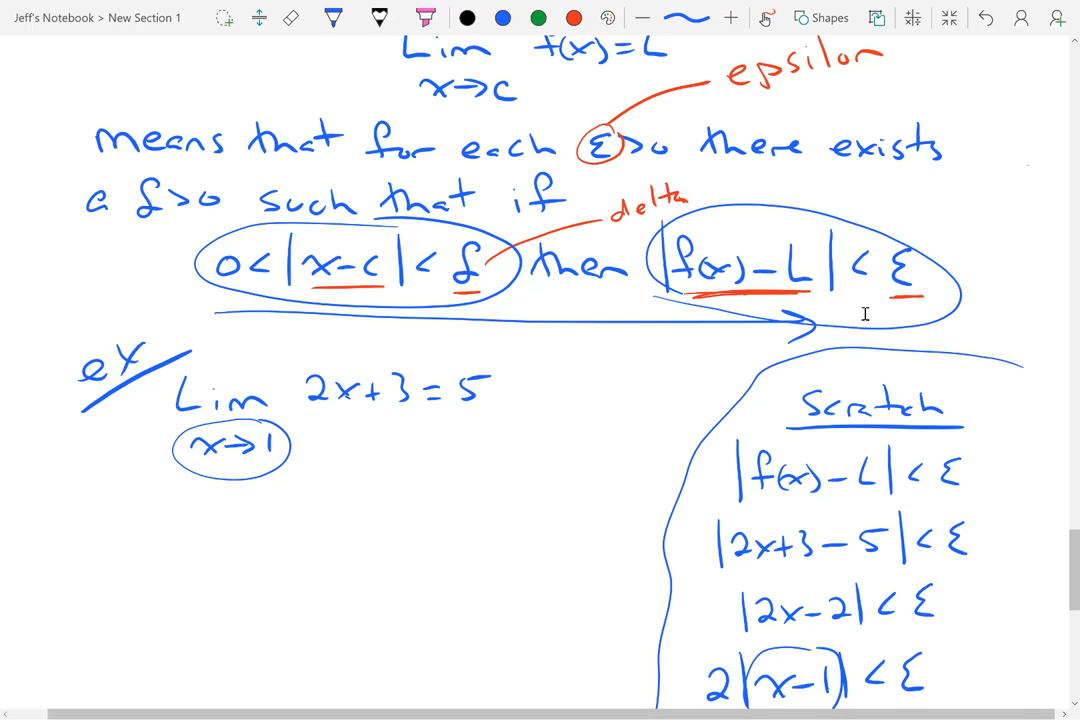 Jeff's Notebook > New Section 1
Shapes
Lim f(x) = L
x→c
epsilon
means that for each ε>0 there exists
a δ>0 such that if
delta
0 < |x-c| < δ then |f(x)-L| < ε
ex
Lim 2x+3 = 5
x→1
Scratch
|f(x)-L| < ε
|2x+3-5| < ε
|2x-2| < ε
2|x-1| < ε